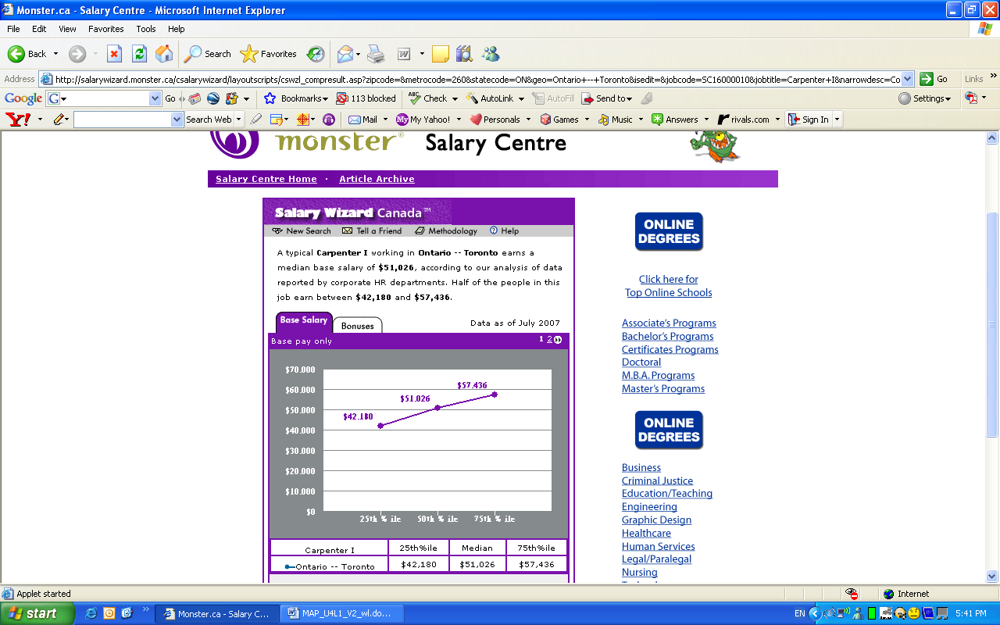 Monster.ca - Salary Centre - Microsoft Internet Explorer
File Edit View Favorites Tools Help
Back Search Favorites
Address http://salarywizard.monster.ca/csalarywizard/layoutscripts/cswzl_compresult.asp?zipcode=&metrocode=260&statecode=ON&geo=Ontario+--+Toronto&isedit=&jobcode=SC16000010&jobtitle=Carpenter+I&narrowdesc=Co Go Links »
Google G Go Bookmarks 113 blocked ABC Check AutoLink AutoFill Send to Settings
Y! Search Web Mail My My Yahoo! Personals Games Music Answers rivals.com Sign In
monster® Salary Centre
Salary Centre Home · Article Archive
Salary Wizard Canada™
New Search Tell a Friend Methodology Help
A typical Carpenter I working in Ontario -- Toronto earns a
median base salary of $51,026, according to our analysis of data
reported by corporate HR departments. Half of the people in this
job earn between $42,180 and $57,436.
Base Salary Bonuses Data as of July 2007
Base pay only 1 2
$70.000
$60.000
$50.000
$40.000
$30.000
$20.000
$10.000
$0
$42.180
$51.026
$57.436
25th % ile 50th % ile 75th % ile
Carpenter I 25th%ile Median 75th%ile
Ontario -- Toronto $42,180 $51,026 $57,436
ONLINE
DEGREES
Click here for
Top Online Schools
Associate's Programs
Bachelor's Programs
Certificates Programs
Doctoral
M.B.A. Programs
Master's Programs
ONLINE
DEGREES
Business
Criminal Justice
Education/Teaching
Engineering
Graphic Design
Healthcare
Human Services
Legal/Paralegal
Nursing
Applet started Internet
start Monster.ca - Salary C... MAP_U4L1_V2_wl.do... EN 5:41 PM